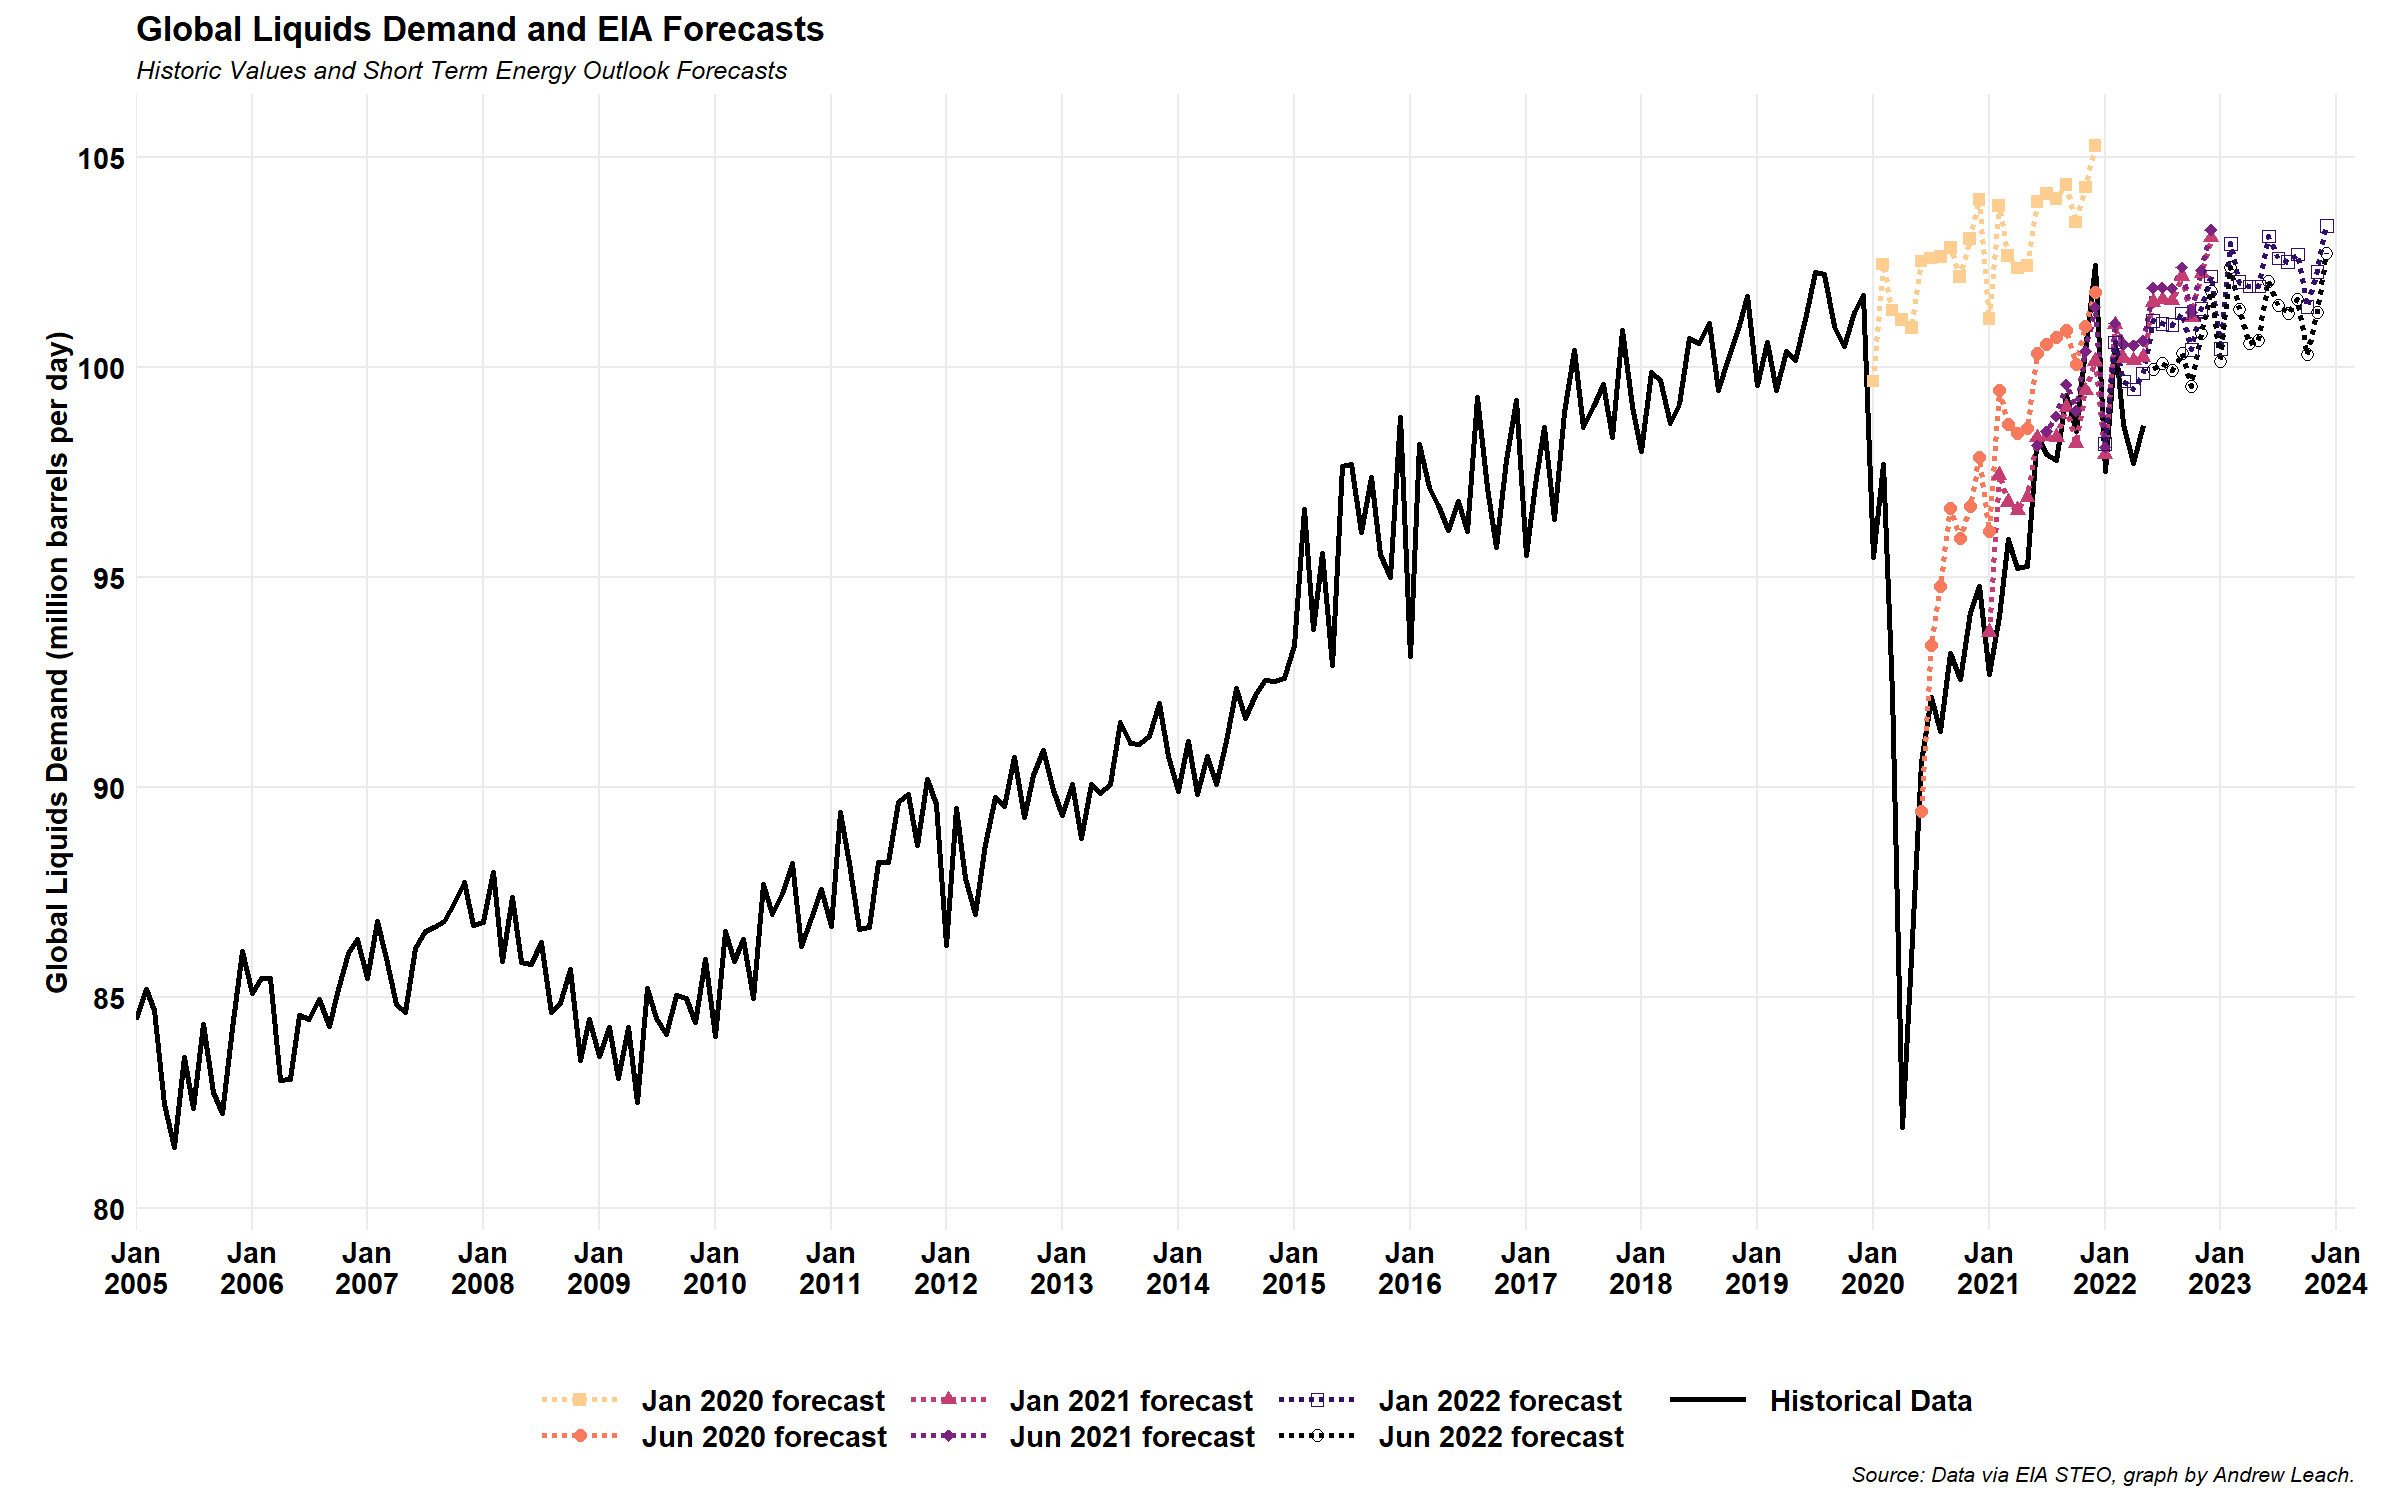 Global Liquids Demand and EIA Forecasts
Historic Values and Short Term Energy Outlook Forecasts
Global Liquids Demand (million barrels per day)
105
100
95
90
85
80
Jan 2005
Jan 2006
Jan 2007
Jan 2008
Jan 2009
Jan 2010
Jan 2011
Jan 2012
Jan 2013
Jan 2014
Jan 2015
Jan 2016
Jan 2017
Jan 2018
Jan 2019
Jan 2020
Jan 2021
Jan 2022
Jan 2023
Jan 2024
Jan 2020 forecast
Jun 2020 forecast
Jan 2021 forecast
Jun 2021 forecast
Jan 2022 forecast
Jun 2022 forecast
Historical Data
Source: Data via EIA STEO, graph by Andrew Leach.